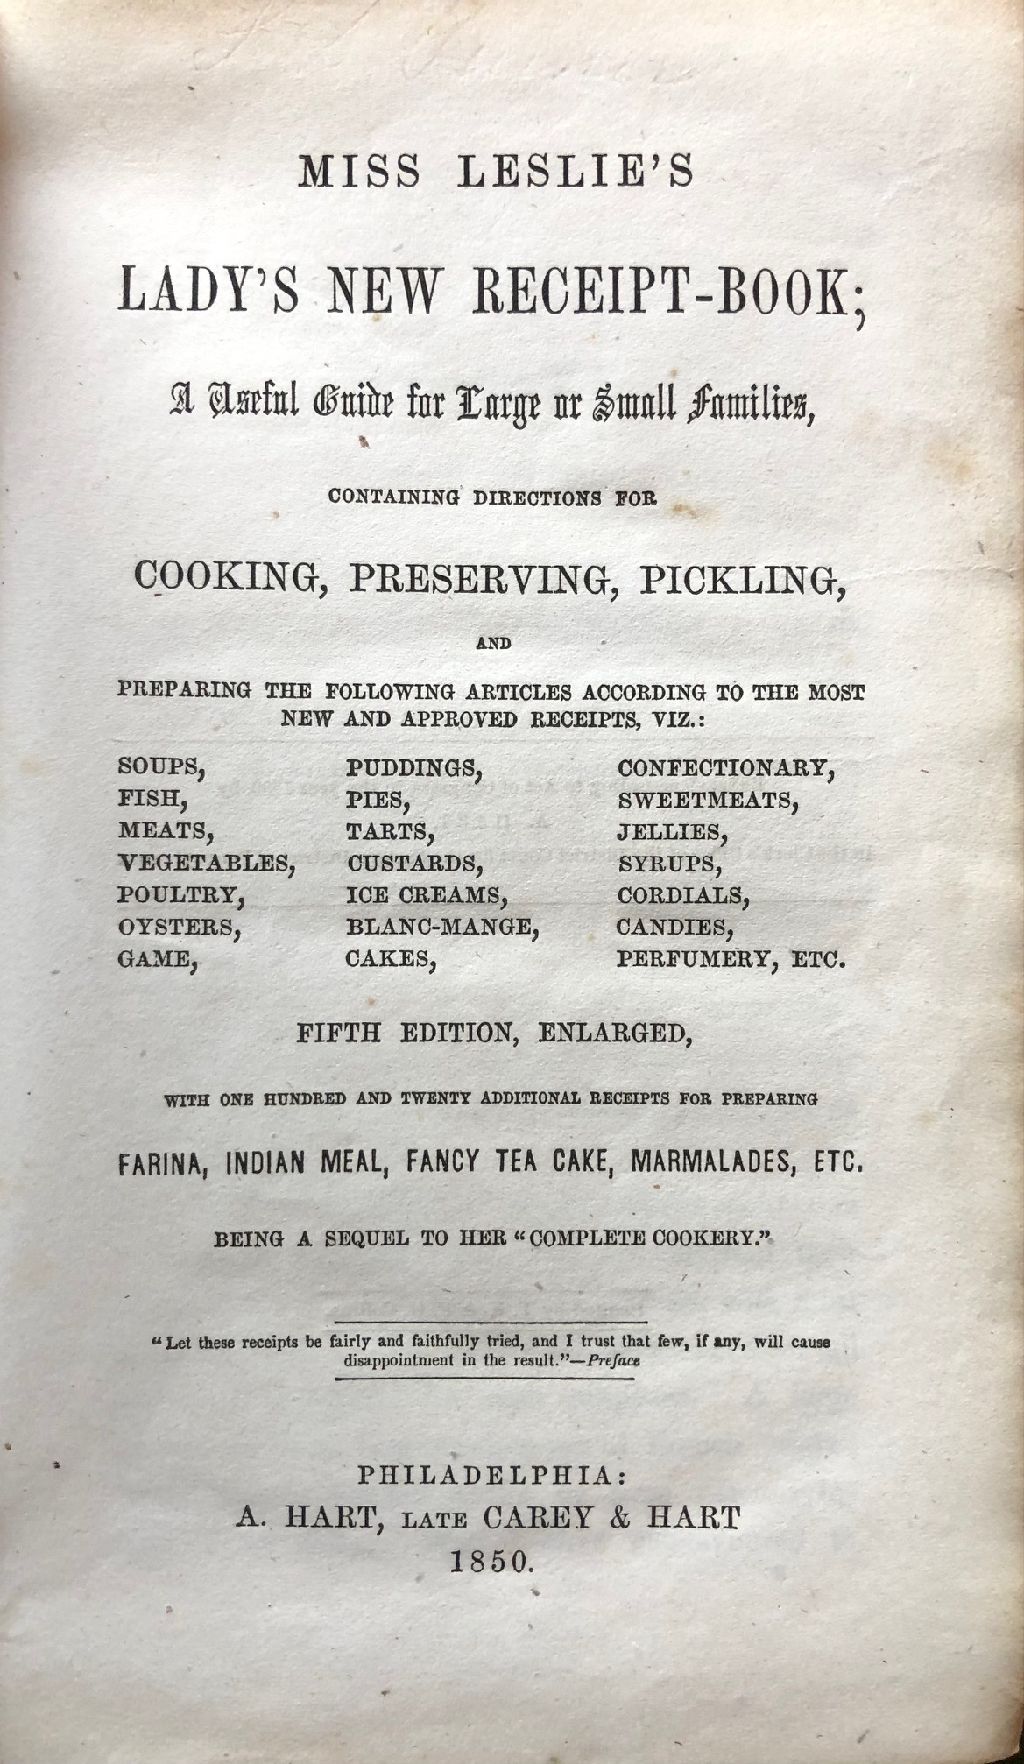 MISS LESLIE'S
LADY'S NEW RECEIPT-BOOK;
A Useful Guide for Large or Small Families,
CONTAINING DIRECTIONS FOR
COOKING, PRESERVING, PICKLING,
AND
PREPARING THE FOLLOWING ARTICLES ACCORDING TO THE MOST
NEW AND APPROVED RECEIPTS, VIZ.:
SOUPS,
FISH,
MEATS,
VEGETABLES,
POULTRY,
OYSTERS,
GAME,
PUDDINGS,
PIES,
TARTS,
CUSTARDS,
ICE CREAMS,
BLANC-MANGE,
CAKES,
CONFECTIONARY,
SWEETMEATS,
JELLIES,
SYRUPS,
CORDIALS,
CANDIES,
PERFUMERY, ETC.
FIFTH EDITION, ENLARGED,
WITH ONE HUNDRED AND TWENTY ADDITIONAL RECEIPTS FOR PREPARING
FARINA, INDIAN MEAL, FANCY TEA CAKE, MARMALADES, ETC.
BEING A SEQUEL TO HER "COMPLETE COOKERY."
"Let these receipts be fairly and faithfully tried, and I trust that few, if any, will cause
disappointment in the result."—Preface
PHILADELPHIA:
A. HART, LATE CAREY & HART
1850.